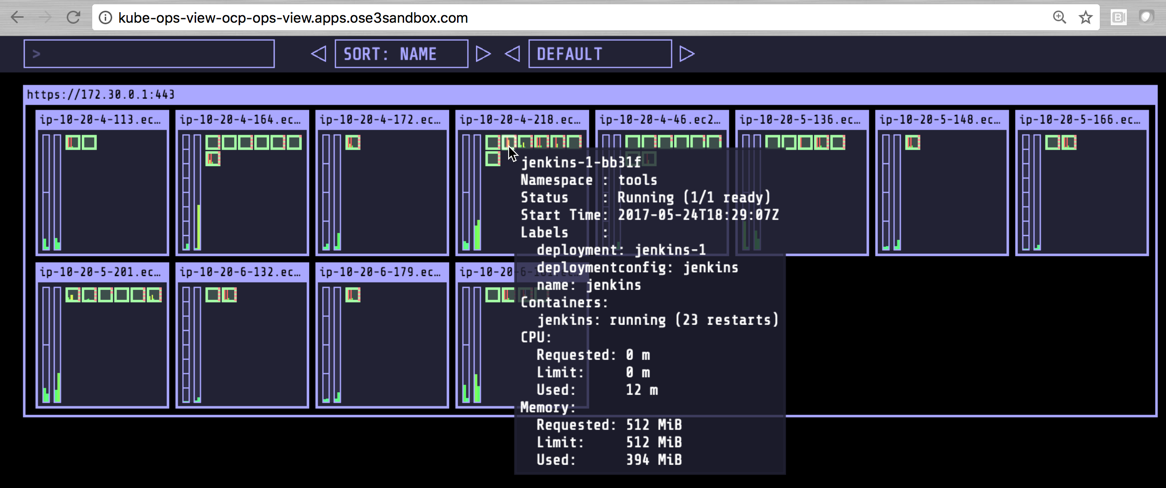 kube-ops-view-ocp-ops-view.apps.ose3sandbox.com
>
SORT: NAME
DEFAULT
https://172.30.0.1:443
ip-10-20-4-113.ec…
ip-10-20-4-164.ec…
ip-10-20-4-172.ec…
ip-10-20-4-218.ec…
ip-10-20-4-46.ec2…
ip-10-20-5-136.ec…
ip-10-20-5-148.ec…
ip-10-20-5-166.ec…
jenkins-1-bb31f
Namespace : tools
Status    : Running (1/1 ready)
Start Time: 2017-05-24T18:29:07Z
Labels    :
deployment: jenkins-1
deploymentconfig: jenkins
name: jenkins
Containers:
jenkins: running (23 restarts)
CPU:
Requested: 0 m
Limit:     0 m
Used:      12 m
Memory:
Requested: 512 MiB
Limit:     512 MiB
Used:      394 MiB
ip-10-20-5-201.ec…
ip-10-20-6-132.ec…
ip-10-20-6-179.ec…